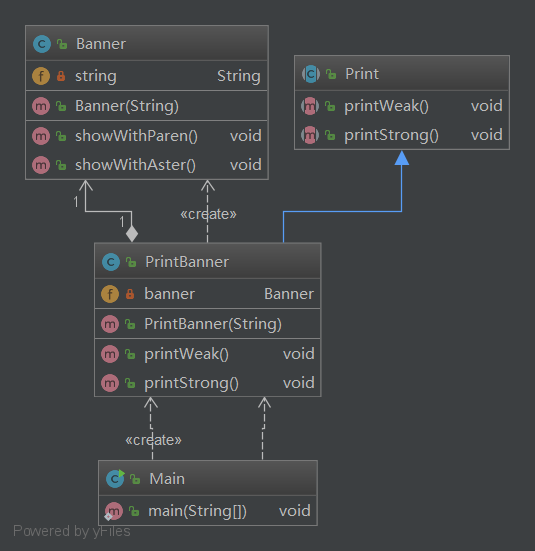 Banner
f string String
m Banner(String)
m showWithParen() void
m showWithAster() void
C Print
m printWeak() void
m printStrong() void
1
1
«create»
C PrintBanner
f banner Banner
m PrintBanner(String)
m printWeak() void
m printStrong() void
«create»
C Main
m main(String[]) void
Powered by yFiles